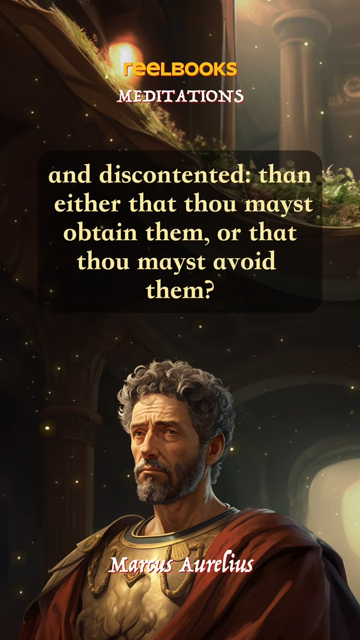 reelbooks
MEDITATIONS
and discontented: than
either that thou mayst
obtain them, or that
thou mayst avoid
them?
Marcus Aurelius